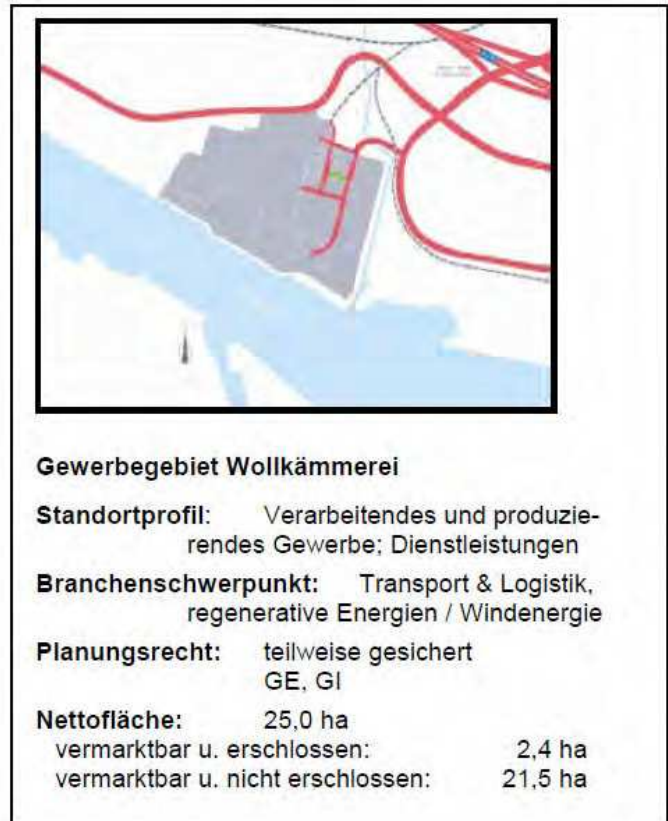 Gewerbegebiet Wollkämmerei
Standortprofil: Verarbeitendes und produzie-
rendes Gewerbe; Dienstleistungen
Branchenschwerpunkt: Transport & Logistik,
regenerative Energien / Windenergie
Planungsrecht: teilweise gesichert
GE, GI
Nettofläche: 25,0 ha
vermarktbar u. erschlossen: 2,4 ha
vermarktbar u. nicht erschlossen: 21,5 ha